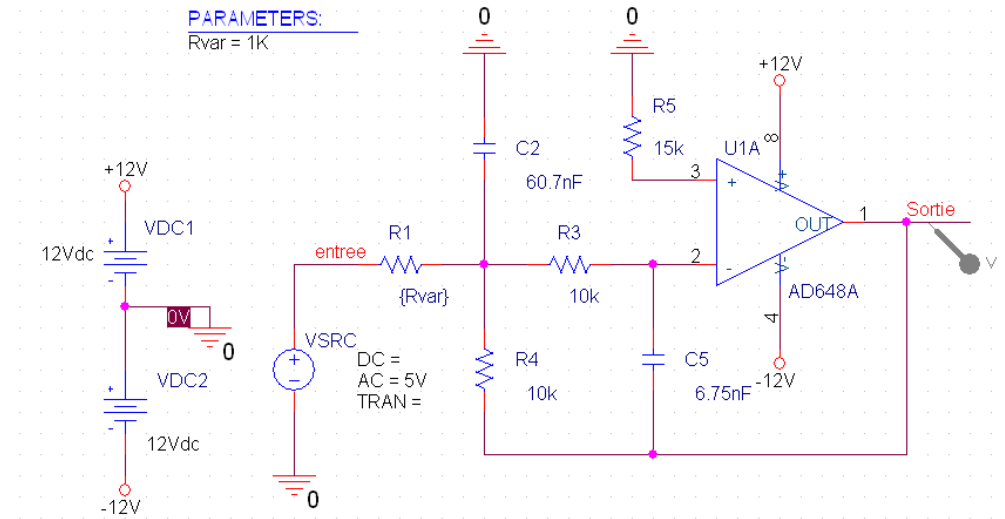 PARAMETERS:
Rvar = 1K
0
0
+12V
R5
15k
U1A
8
V+
C2
60.7nF
3
+
OUT
1
Sortie
V
+12V
VDC1
12Vdc
0V
0
entree
R1
{Rvar}
R3
10k
2
-
V-
AD648A
4
-12V
VSRC
DC =
AC = 5V
TRAN =
R4
10k
C5
6.75nF
VDC2
12Vdc
-12V
0